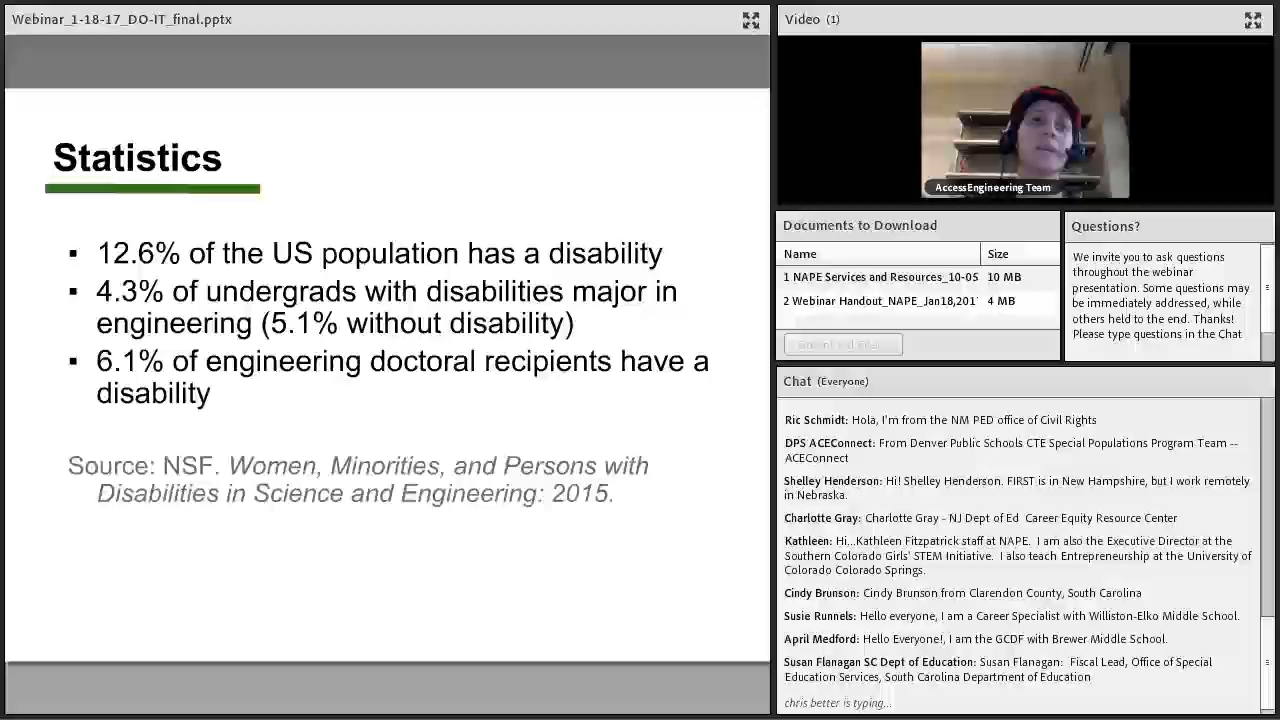 Webinar_1-18-17_DO-IT_final.pptx
Statistics
▪ 12.6% of the US population has a disability
▪ 4.3% of undergrads with disabilities major in
engineering (5.1% without disability)
▪ 6.1% of engineering doctoral recipients have a
disability
Source: NSF. Women, Minorities, and Persons with
Disabilities in Science and Engineering: 2015.
Video (1)
AccessEngineering Team
Documents to Download
Name Size
1 NAPE Services and Resources_10-05 10 MB
2 Webinar Handout_NAPE_Jan18,201 4 MB
Questions?
We invite you to ask questions
throughout the webinar
presentation. Some questions may
be immediately addressed, while
others held to the end. Thanks!
Please type questions in the Chat
Chat (Everyone)
Ric Schmidt: Hola, I'm from the NM PED office of Civil Rights
DPS ACEConnect: From Denver Public Schools CTE Special Populations Program Team --
ACEConnect
Shelley Henderson: Hi! Shelley Henderson. FIRST is in New Hampshire, but I work remotely
in Nebraska.
Charlotte Gray: Charlotte Gray - NJ Dept of Ed Career Equity Resource Center
Kathleen: Hi...Kathleen Fitzpatrick staff at NAPE. I am also the Executive Director at the
Southern Colorado Girls' STEM Initiative. I also teach Entrepreneurship at the University of
Colorado Colorado Springs.
Cindy Brunson: Cindy Brunson from Clarendon County, South Carolina
Susie Runnels: Hello everyone, I am a Career Specialist with Williston-Elko Middle School.
April Medford: Hello Everyone!, I am the GCDF with Brewer Middle School.
Susan Flanagan SC Dept of Education: Susan Flanagan: Fiscal Lead, Office of Special
Education Services, South Carolina Department of Education
chris better is typing...